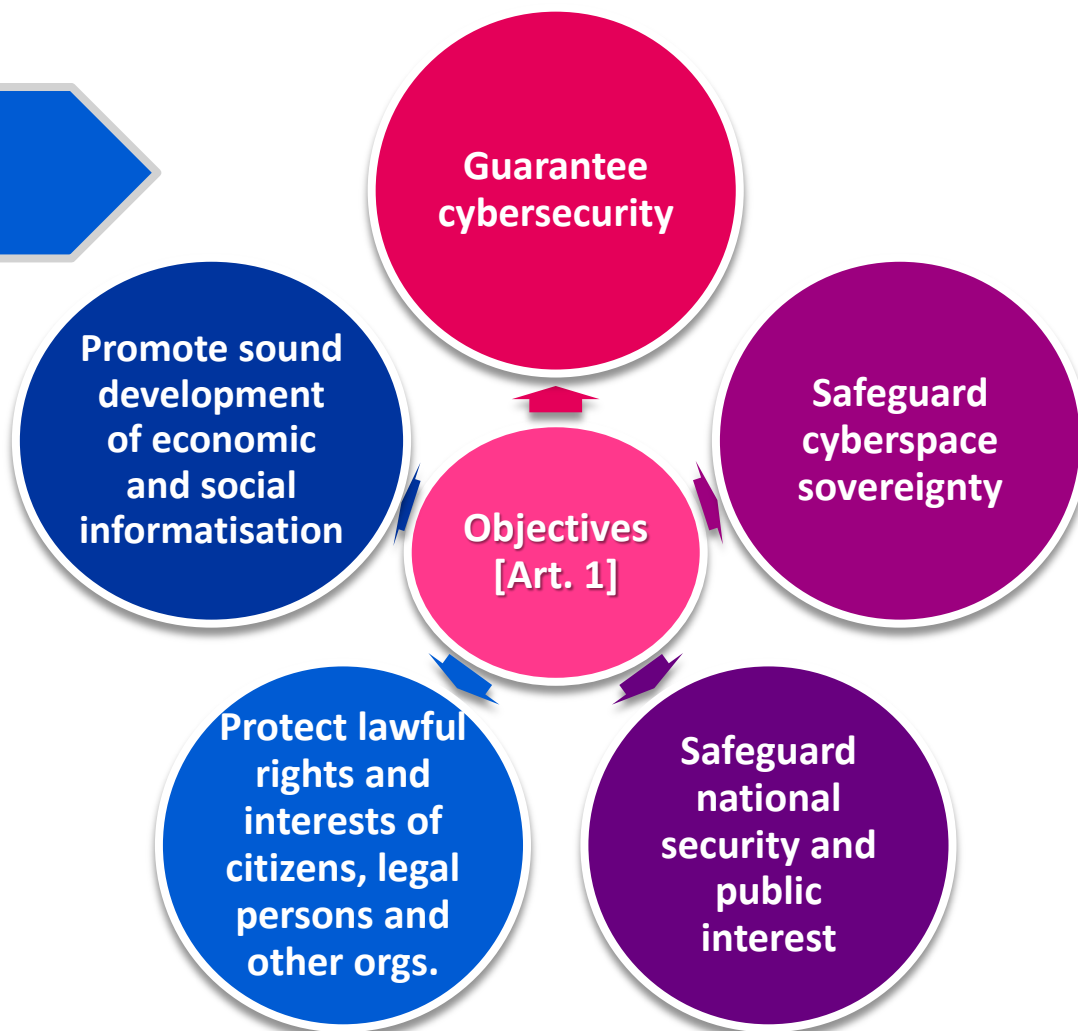 Guarantee
cybersecurity
Safeguard
cyberspace
sovereignty
Safeguard
national
security and
public
interest
Protect lawful
rights and
interests of
citizens, legal
persons and
other orgs.
Promote sound
development
of economic
and social
informatisation
Objectives
[Art. 1]